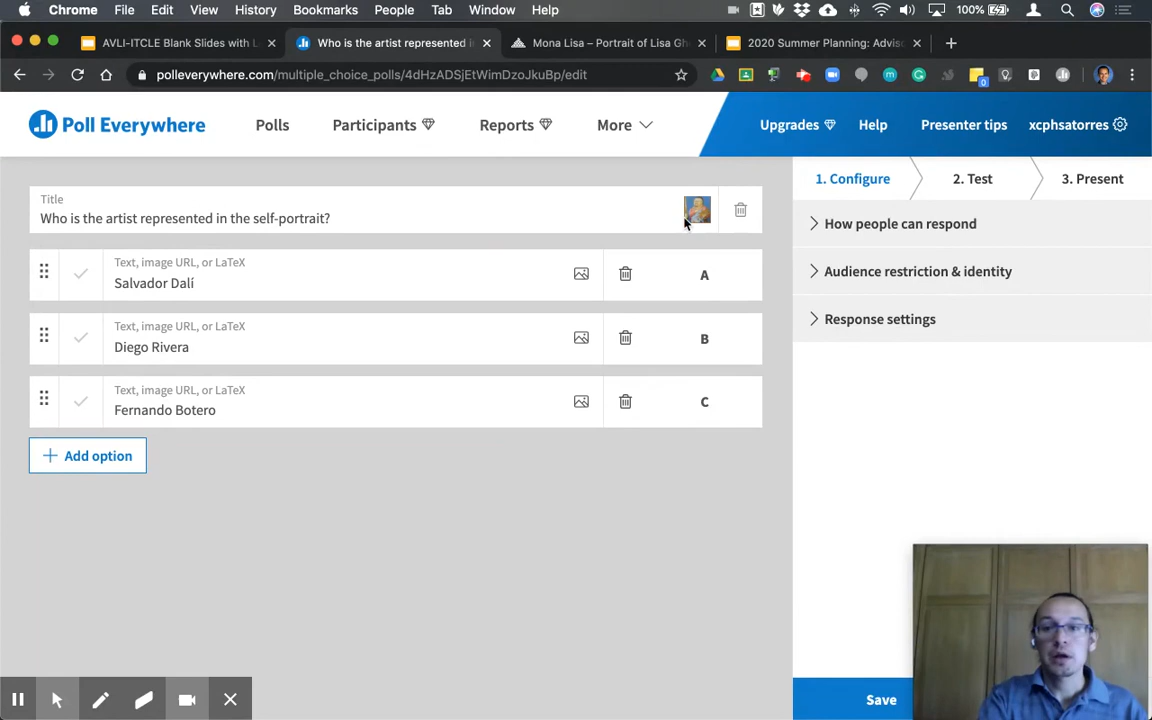 Chrome File Edit View History Bookmarks People Tab Window Help 100%
AVLI-ITCLE Blank Slides with L
Who is the artist represented i
Mona Lisa – Portrait of Lisa Gh
2020 Summer Planning: Adviso
polleverywhere.com/multiple_choice_polls/4dHzADSjEtWimDzoJkuBp/edit
0
Poll Everywhere Polls Participants Reports More Upgrades Help Presenter tips xcphsatorres
1. Configure 2. Test 3. Present
Title
Who is the artist represented in the self-portrait?
How people can respond
Text, image URL, or LaTeX
Salvador Dalí
A
Audience restriction & identity
Text, image URL, or LaTeX
Diego Rivera
B
Response settings
Text, image URL, or LaTeX
Fernando Botero
C
Add option
Save